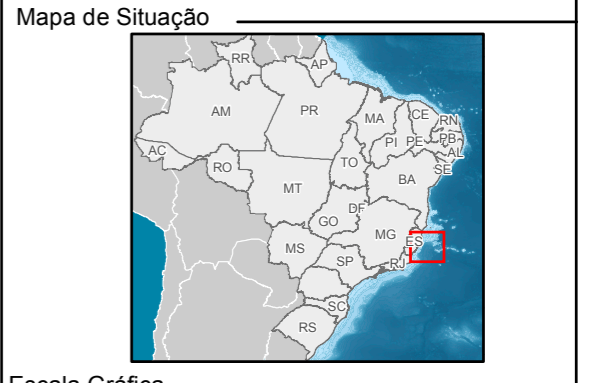 Mapa de Situação
RR
AP
AM
PR
MA
CE
RN
PB
PI
PE
AL
AC
RO
TO
SE
BA
MT
DF
GO
MG
ES
MS
SP
RJ
SC
RS
Escala Gráfica